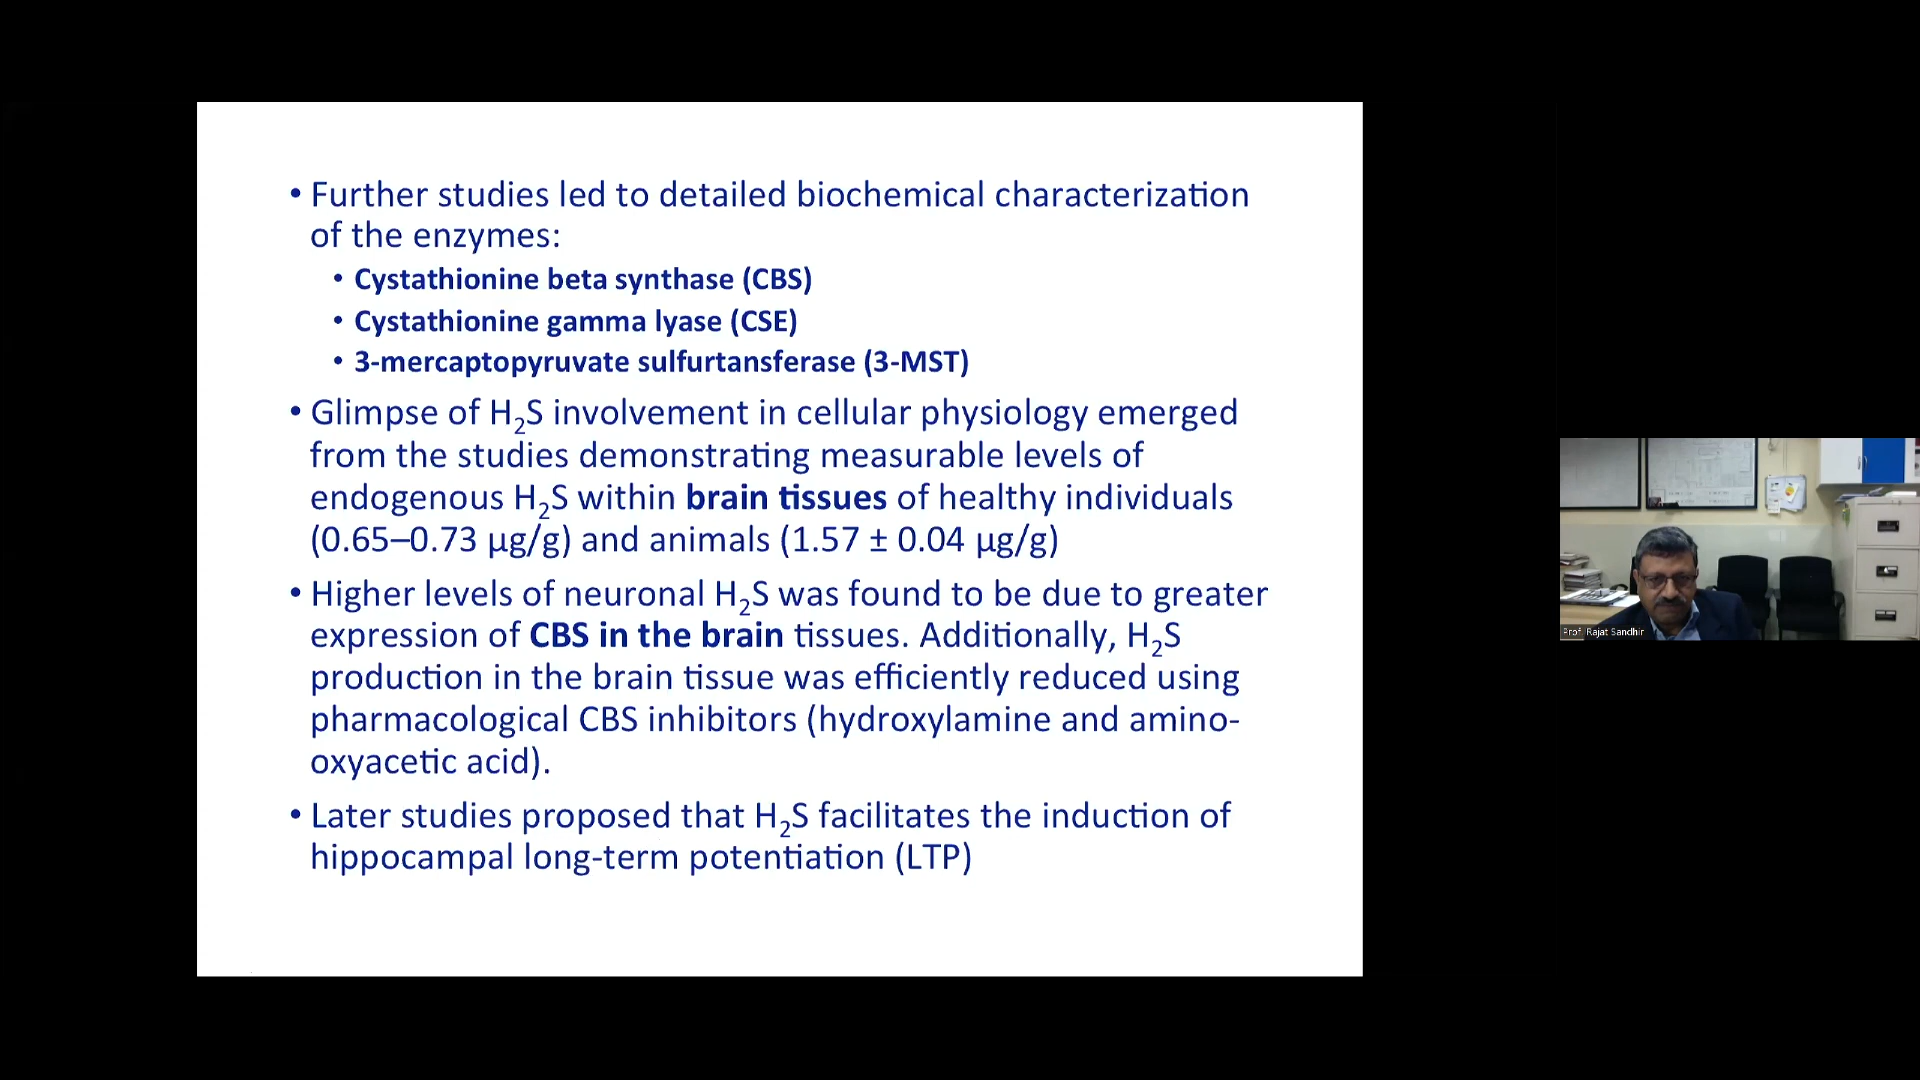 • Further studies led to detailed biochemical characterization
of the enzymes:
• Cystathionine beta synthase (CBS)
• Cystathionine gamma lyase (CSE)
• 3-mercaptopyruvate sulfurtansferase (3-MST)
• Glimpse of H₂S involvement in cellular physiology emerged
from the studies demonstrating measurable levels of
endogenous H₂S within brain tissues of healthy individuals
(0.65–0.73 µg/g) and animals (1.57 ± 0.04 µg/g)
• Higher levels of neuronal H₂S was found to be due to greater
expression of CBS in the brain tissues. Additionally, H₂S
production in the brain tissue was efficiently reduced using
pharmacological CBS inhibitors (hydroxylamine and amino-
oxyacetic acid).
• Later studies proposed that H₂S facilitates the induction of
hippocampal long-term potentiation (LTP)
Prof. Rajat Sandhir